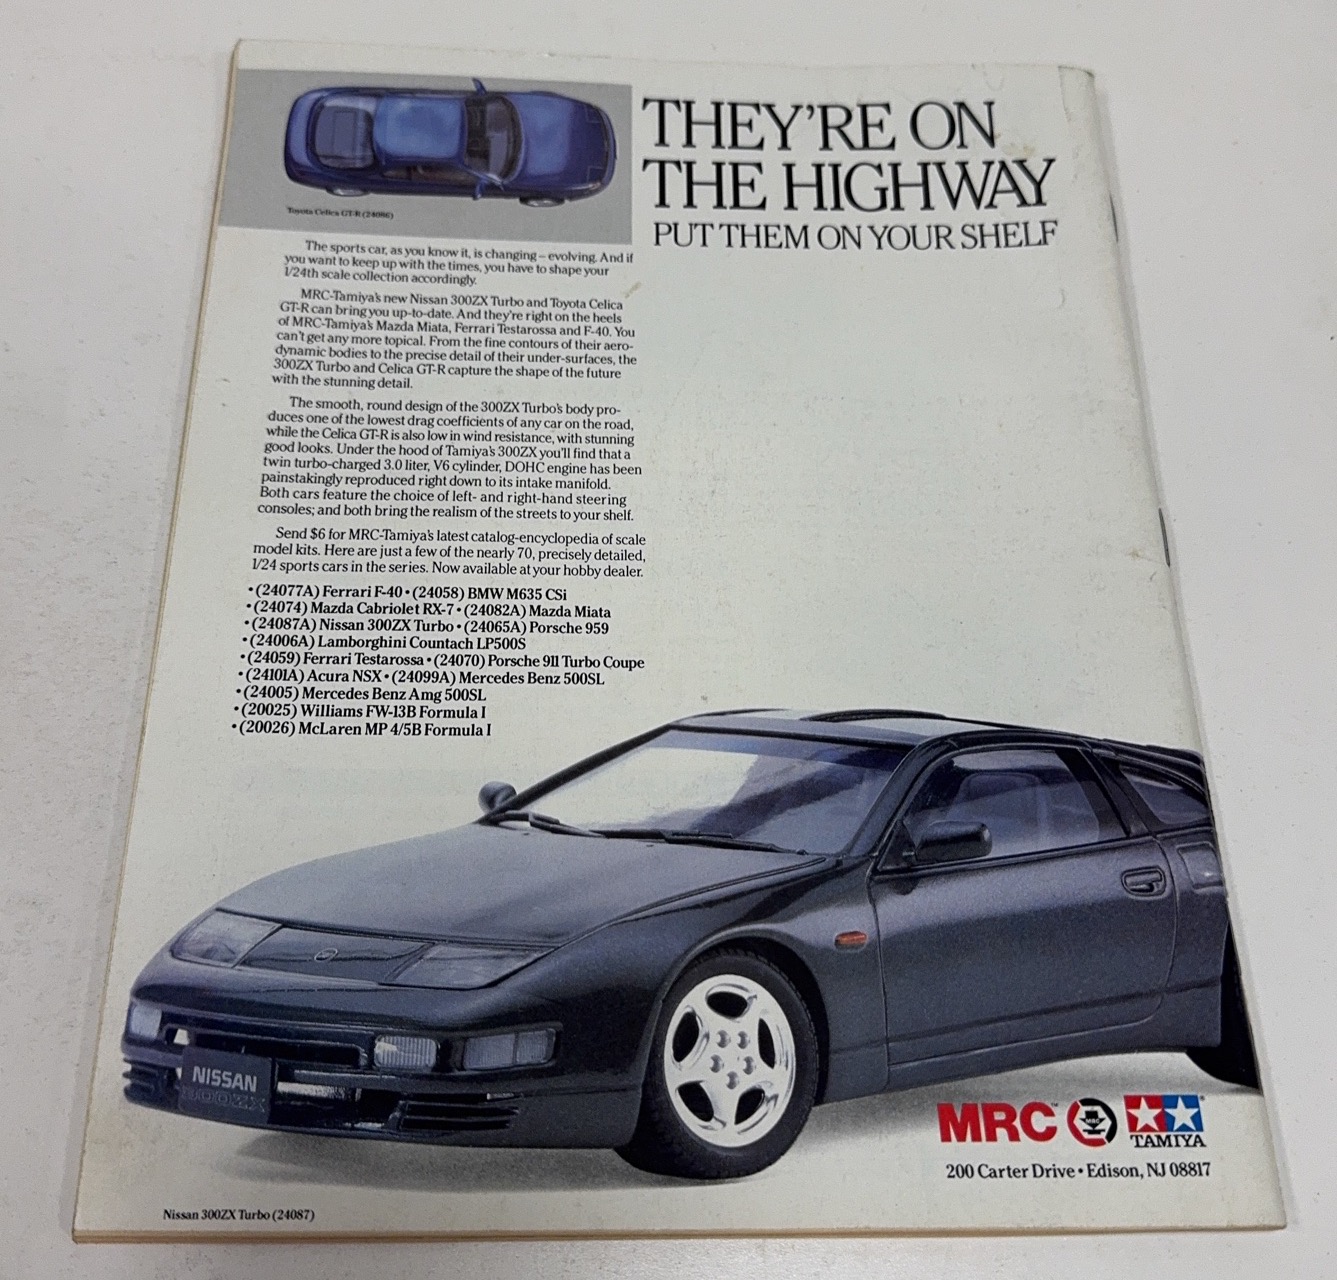 THEY'RE ON
THE HIGHWAY
PUT THEM ON YOUR SHELF
Toyota Celica GT-R (24086)
The sports car, as you know it, is changing – evolving. And if
you want to keep up with the times, you have to shape your
1/24th scale collection accordingly.
MRC-Tamiya's new Nissan 300ZX Turbo and Toyota Celica
GT-R can bring you up-to-date. And they're right on the heels
of MRC-Tamiya's Mazda Miata, Ferrari Testarossa and F-40. You
can't get any more topical. From the fine contours of their aero-
dynamic bodies to the precise detail of their under-surfaces, the
300ZX Turbo and Celica GT-R capture the shape of the future
with the stunning detail.
The smooth, round design of the 300ZX Turbo's body pro-
duces one of the lowest drag coefficients of any car on the road,
while the Celica GT-R is also low in wind resistance, with stunning
good looks. Under the hood of Tamiya's 300ZX you'll find that a
twin turbo-charged 3.0 liter, V6 cylinder, DOHC engine has been
painstakingly reproduced right down to its intake manifold.
Both cars feature the choice of left- and right-hand steering
consoles; and both bring the realism of the streets to your shelf.
Send $6 for MRC-Tamiya's latest catalog-encyclopedia of scale
model kits. Here are just a few of the nearly 70, precisely detailed,
1/24 sports cars in the series. Now available at your hobby dealer.
• (24077A) Ferrari F-40 • (24058) BMW M635 CSi
• (24074) Mazda Cabriolet RX-7 • (24082A) Mazda Miata
• (24087A) Nissan 300ZX Turbo • (24065A) Porsche 959
• (24006A) Lamborghini Countach LP500S
• (24059) Ferrari Testarossa • (24070) Porsche 911 Turbo Coupe
• (24101A) Acura NSX • (24099A) Mercedes Benz 500SL
• (24005) Mercedes Benz Amg 500SL
• (20025) Williams FW-13B Formula I
• (20026) McLaren MP 4/5B Formula I
NISSAN
300ZX
MRC™
TAMIYA
200 Carter Drive • Edison, NJ 08817
Nissan 300ZX Turbo (24087)